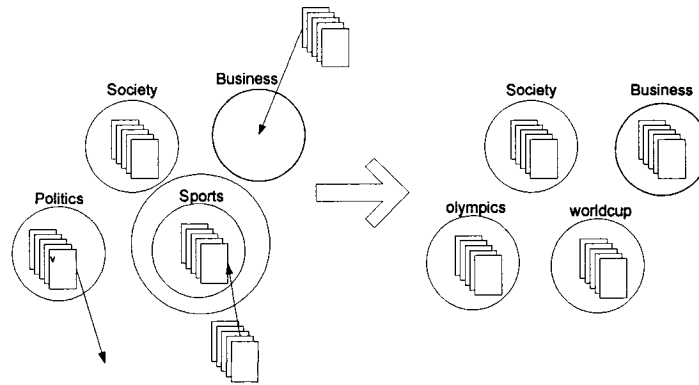 Society
Business
Politics
Sports
Society
Business
olympics
worldcup